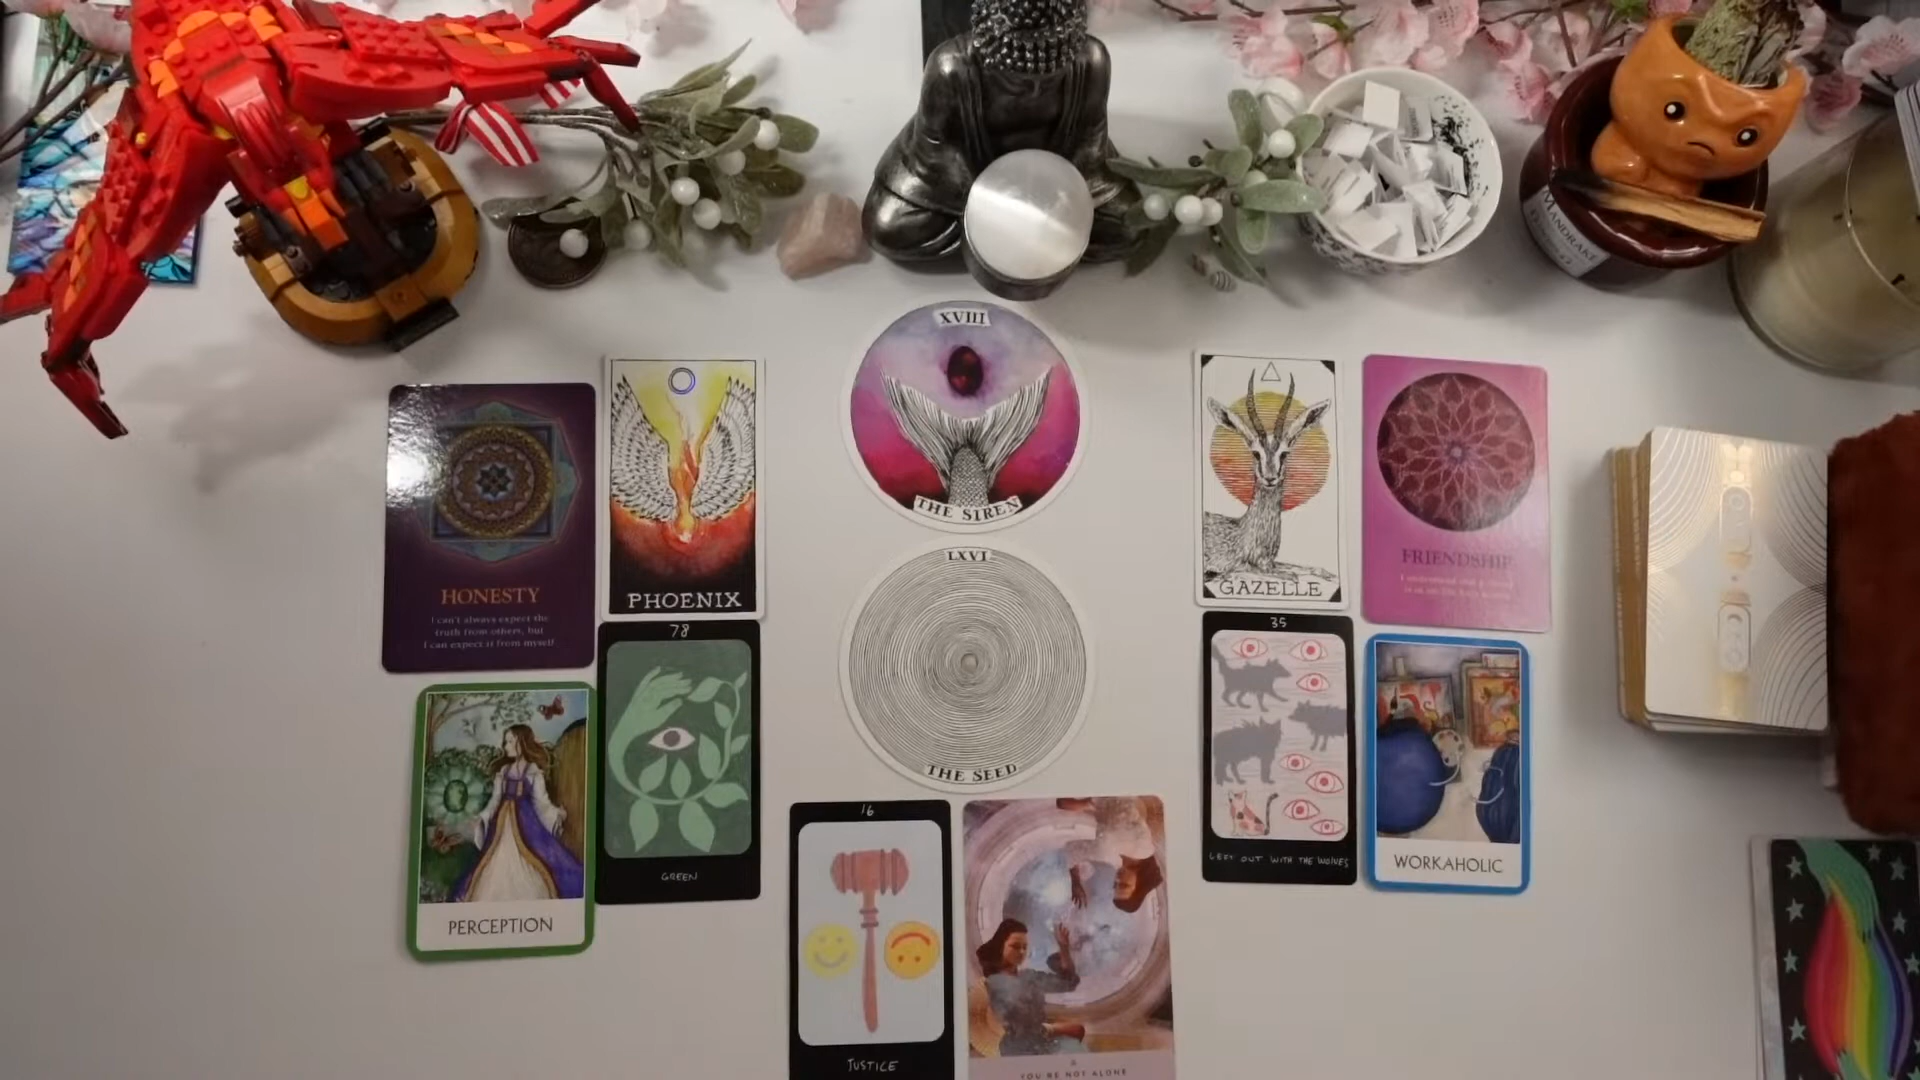 XVIII
THE SIREN
HONESTY
I can't always expect the
truth from others, but
I can expect it from myself.
PHOENIX
GAZELLE
FRIENDSHIP
LXVI
THE SEED
78
GREEN
35
LEFT OUT WITH THE WOLVES
PERCEPTION
WORKAHOLIC
16
JUSTICE
YOU'RE NOT ALONE
MANDRAKE